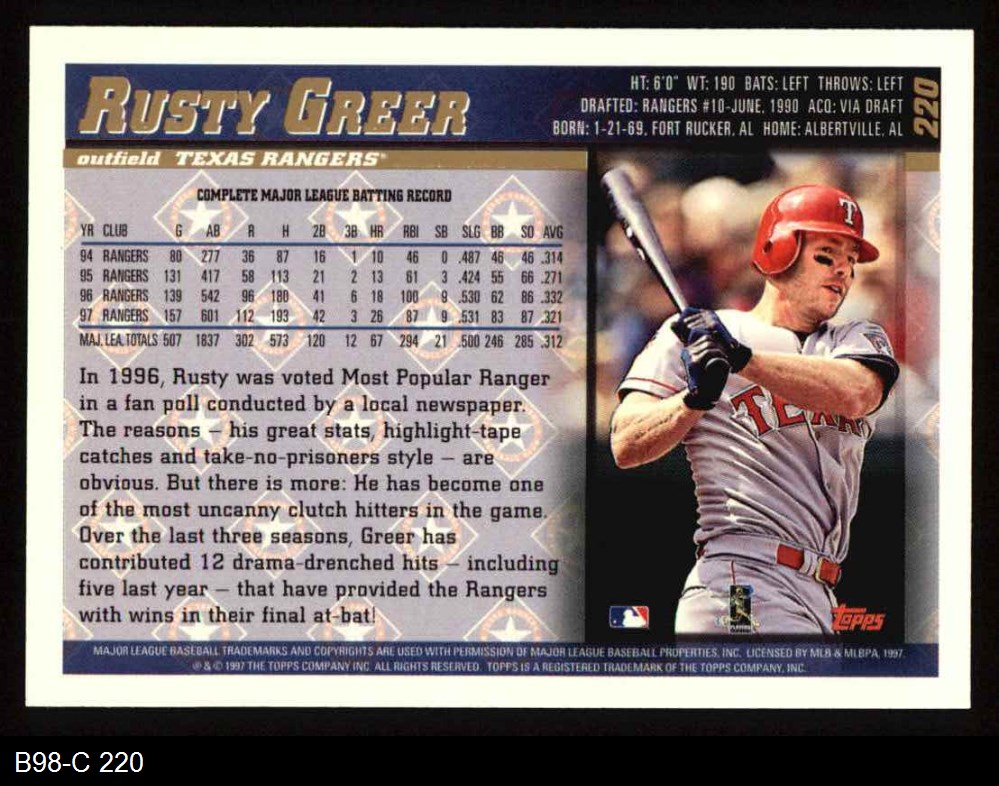 RUSTY GREER
HT: 6'0" WT: 190 BATS: LEFT THROWS: LEFT
DRAFTED: RANGERS #10-JUNE, 1990 ACQ: VIA DRAFT
BORN: 1-21-69, FORT RUCKER, AL HOME: ALBERTVILLE, AL
220
outfield TEXAS RANGERS
COMPLETE MAJOR LEAGUE BATTING RECORD
YR CLUB G AB R H 2B 3B HR RBI SB SLG BB SO AVG
94 RANGERS 80 277 36 87 16 1 10 46 0 .487 46 46 .314
95 RANGERS 131 417 58 113 21 2 13 61 3 .424 55 66 .271
96 RANGERS 139 542 96 180 41 6 18 100 9 .530 62 86 .332
97 RANGERS 157 601 112 193 42 3 26 87 9 .531 83 87 .321
MAJ. LEA. TOTALS 507 1837 302 573 120 12 67 294 21 .500 246 285 .312
In 1996, Rusty was voted Most Popular Ranger
in a fan poll conducted by a local newspaper.
The reasons – his great stats, highlight-tape
catches and take-no-prisoners style – are
obvious. But there is more: He has become one
of the most uncanny clutch hitters in the game.
Over the last three seasons, Greer has
contributed 12 drama-drenched hits – including
five last year – that have provided the Rangers
with wins in their final at-bat!
T
TEXA
Topps
MAJOR LEAGUE BASEBALL TRADEMARKS AND COPYRIGHTS ARE USED WITH PERMISSION OF MAJOR LEAGUE BASEBALL PROPERTIES, INC. LICENSED BY MLB & MLBPA, 1997.
® & © 1997 THE TOPPS COMPANY INC. ALL RIGHTS RESERVED. TOPPS IS A REGISTERED TRADEMARK OF THE TOPPS COMPANY, INC.
B98-C 220